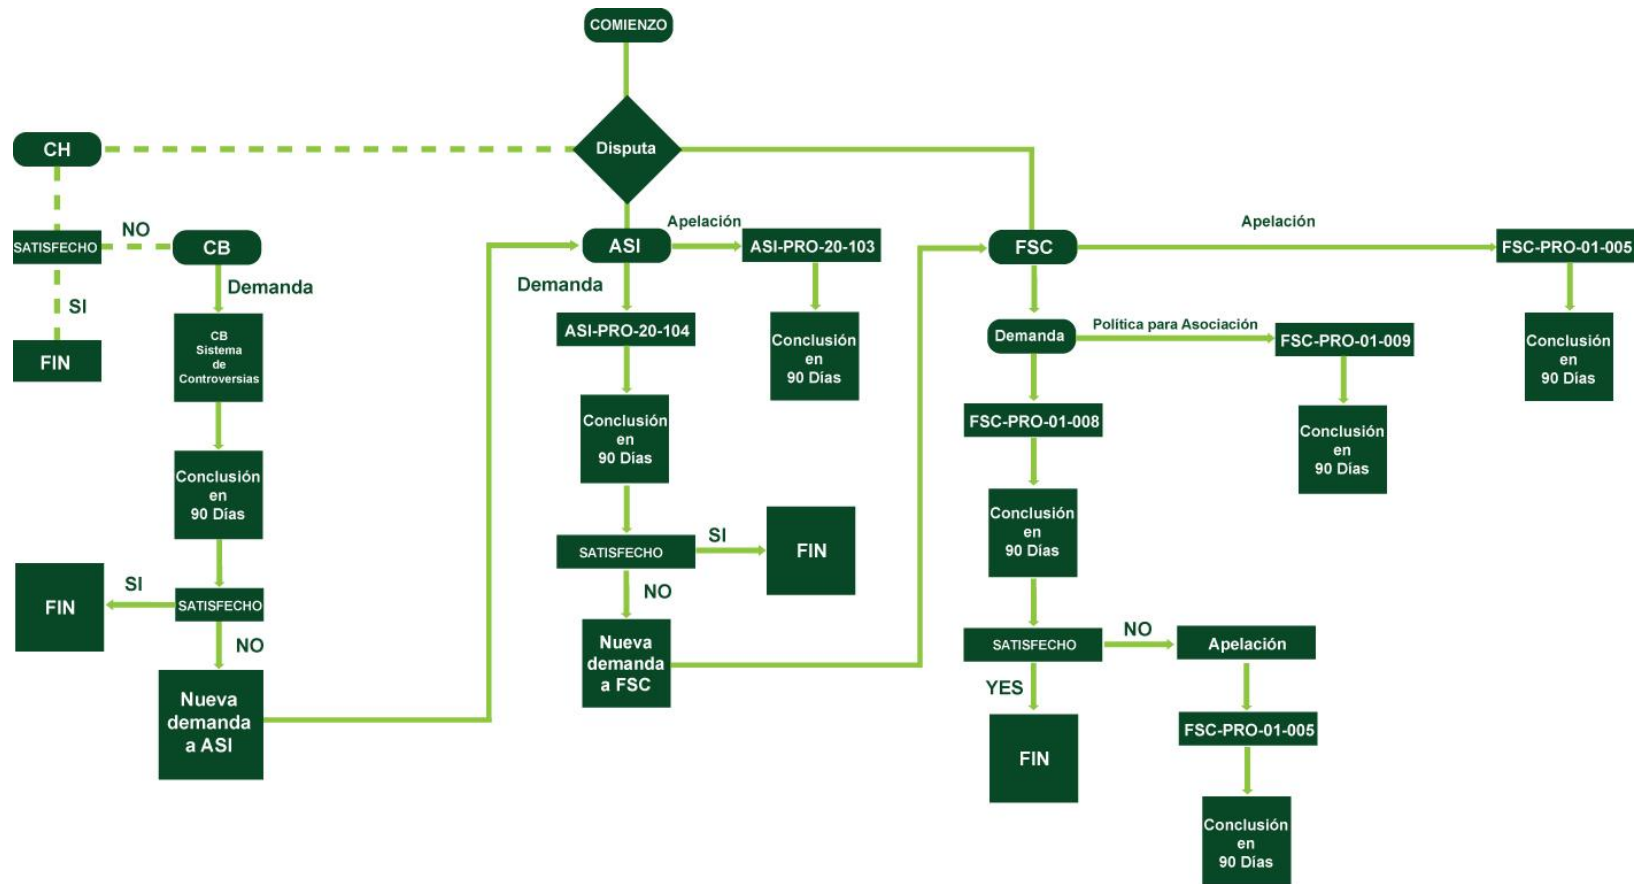 COMIENZO
Disputa
CH
SATISFECHO
NO
SI
FIN
CB
Demanda
CB
Sistema
de
Controversias
Conclusión
en
90 Días
SI
FIN
SATISFECHO
NO
Nueva
demanda
a ASI
ASI
Apelación
ASI-PRO-20-103
Conclusión
en
90 Días
Demanda
ASI-PRO-20-104
Conclusión
en
90 Días
SATISFECHO
SI
FIN
NO
Nueva
demanda
a FSC
FSC
Apelación
FSC-PRO-01-005
Conclusión
en
90 Días
Demanda
Política para Asociación
FSC-PRO-01-009
Conclusión
en
90 Días
FSC-PRO-01-008
Conclusión
en
90 Días
SATISFECHO
NO
Apelación
YES
FIN
FSC-PRO-01-005
Conclusión
en
90 Días